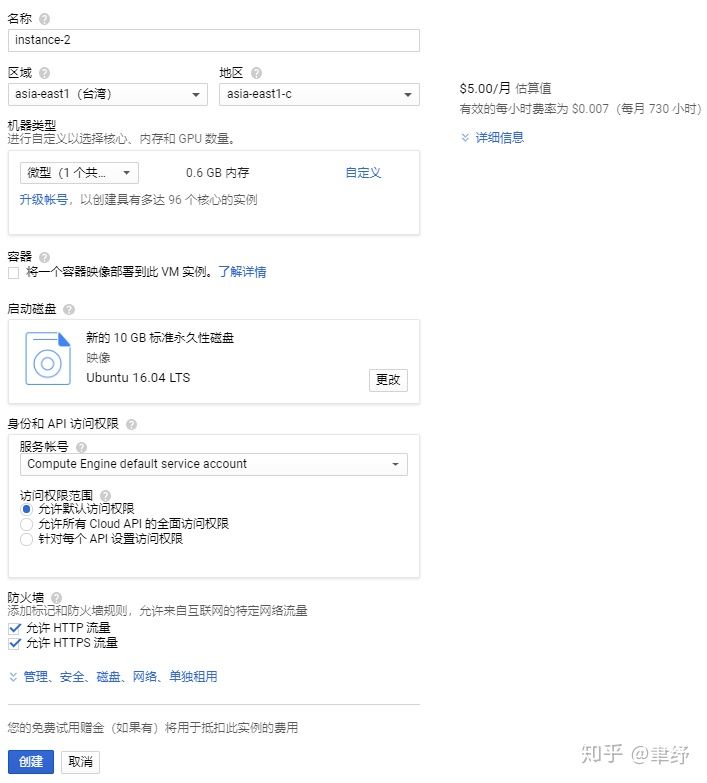 名称
instance-2
区域 地区
asia-east1（台湾） asia-east1-c
$5.00/月 估算值
有效的每小时费率为 $0.007（每月 730 小时）
详细信息
机器类型
进行自定义以选择核心、内存和 GPU 数量。
微型（1 个共... 0.6 GB 内存 自定义
升级帐号，以创建具有多达 96 个核心的实例
容器
将一个容器映像部署到此 VM 实例。了解详情
启动磁盘
新的 10 GB 标准永久性磁盘
映像
Ubuntu 16.04 LTS
更改
身份和 API 访问权限
服务帐号
Compute Engine default service account
访问权限范围
允许默认访问权限
允许所有 Cloud API 的全面访问权限
针对每个 API 设置访问权限
防火墙
添加标记和防火墙规则，允许来自互联网的特定网络流量
允许 HTTP 流量
允许 HTTPS 流量
管理、安全、磁盘、网络、单独租用
您的免费试用赠金（如果有）将用于抵扣此实例的费用
创建 取消
知乎 @聿纾